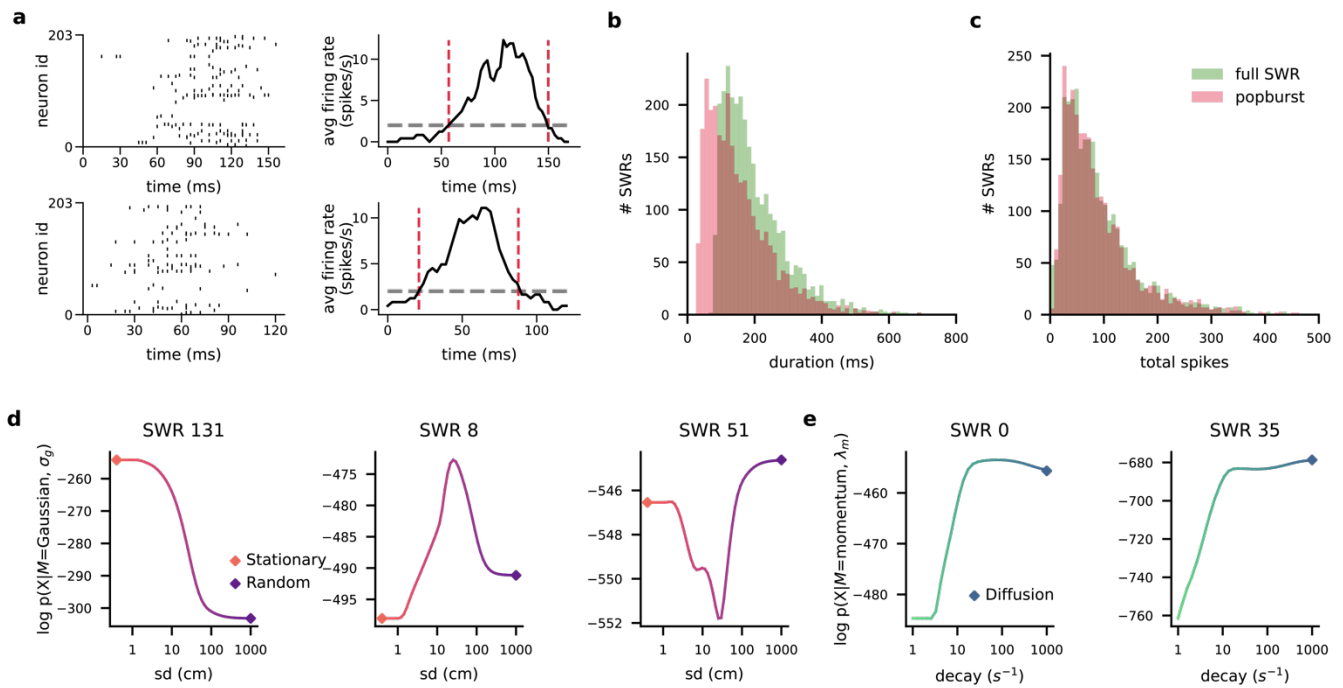 a
203
neuron id
0
0 30 60 90 120 150
time (ms)
avg firing rate
(spikes/s)
10
5
0
0 50 100 150
time (ms)
203
neuron id
0
0 30 60 90 120
time (ms)
avg firing rate
(spikes/s)
10
5
0
0 50 100
time (ms)
b
# SWRs
200
150
100
50
0
0 200 400 600 800
duration (ms)
c
# SWRs
250
200
150
100
50
0
0 100 200 300 400 500
total spikes
full SWR
popburst
d
log p(X|M=Gaussian, σg)
SWR 131
−260
−270
−280
−290
−300
Stationary
Random
1 10 100 1000
sd (cm)
SWR 8
−475
−480
−485
−490
−495
1 10 100 1000
sd (cm)
SWR 51
−544
−546
−548
−550
−552
1 10 100 1000
sd (cm)
e
log p(X|M=momentum, λm)
SWR 0
−460
−470
−480
Diffusion
1 10 100 1000
decay (s⁻¹)
SWR 35
−680
−700
−720
−740
−760
1 10 100 1000
decay (s⁻¹)